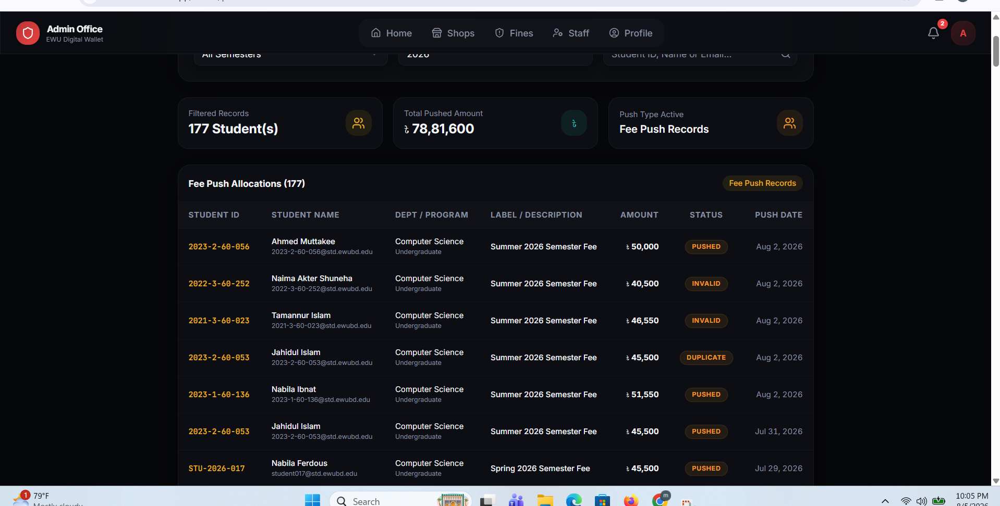 Admin Office
EWU Digital Wallet
Home
Shops
Fines
Staff
Profile
2
A
All Semesters
2026
Student ID, Name or Email...
Filtered Records
177 Student(s)
Total Pushed Amount
৳ 78,81,600
৳
Push Type Active
Fee Push Records
Fee Push Allocations (177)
Fee Push Records
STUDENT ID STUDENT NAME DEPT / PROGRAM LABEL / DESCRIPTION AMOUNT STATUS PUSH DATE
2023-2-60-056 Ahmed Muttakee Computer Science Summer 2026 Semester Fee ৳ 50,000 PUSHED Aug 2, 2026
2023-2-60-056@std.ewubd.edu Undergraduate
2022-3-60-252 Naima Akter Shuneha Computer Science Summer 2026 Semester Fee ৳ 40,500 INVALID Aug 2, 2026
2022-3-60-252@std.ewubd.edu Undergraduate
2021-3-60-023 Tamannur Islam Computer Science Summer 2026 Semester Fee ৳ 46,550 INVALID Aug 2, 2026
2021-3-60-023@std.ewubd.edu Undergraduate
2023-2-60-053 Jahidul Islam Computer Science Summer 2026 Semester Fee ৳ 45,500 DUPLICATE Aug 2, 2026
2023-2-60-053@std.ewubd.edu Undergraduate
2023-1-60-136 Nabila Ibnat Computer Science Summer 2026 Semester Fee ৳ 51,550 PUSHED Aug 2, 2026
2023-1-60-136@std.ewubd.edu Undergraduate
2023-2-60-053 Jahidul Islam Computer Science Summer 2026 Semester Fee ৳ 45,500 PUSHED Jul 31, 2026
2023-2-60-053@std.ewubd.edu Undergraduate
STU-2026-017 Nabila Ferdous Computer Science Spring 2026 Semester Fee ৳ 45,500 PUSHED Jul 29, 2026
student017@std.ewubd.edu Undergraduate
1
79°F
Mostly cloudy
Search
T
m
10:05 PM
8/5/2026